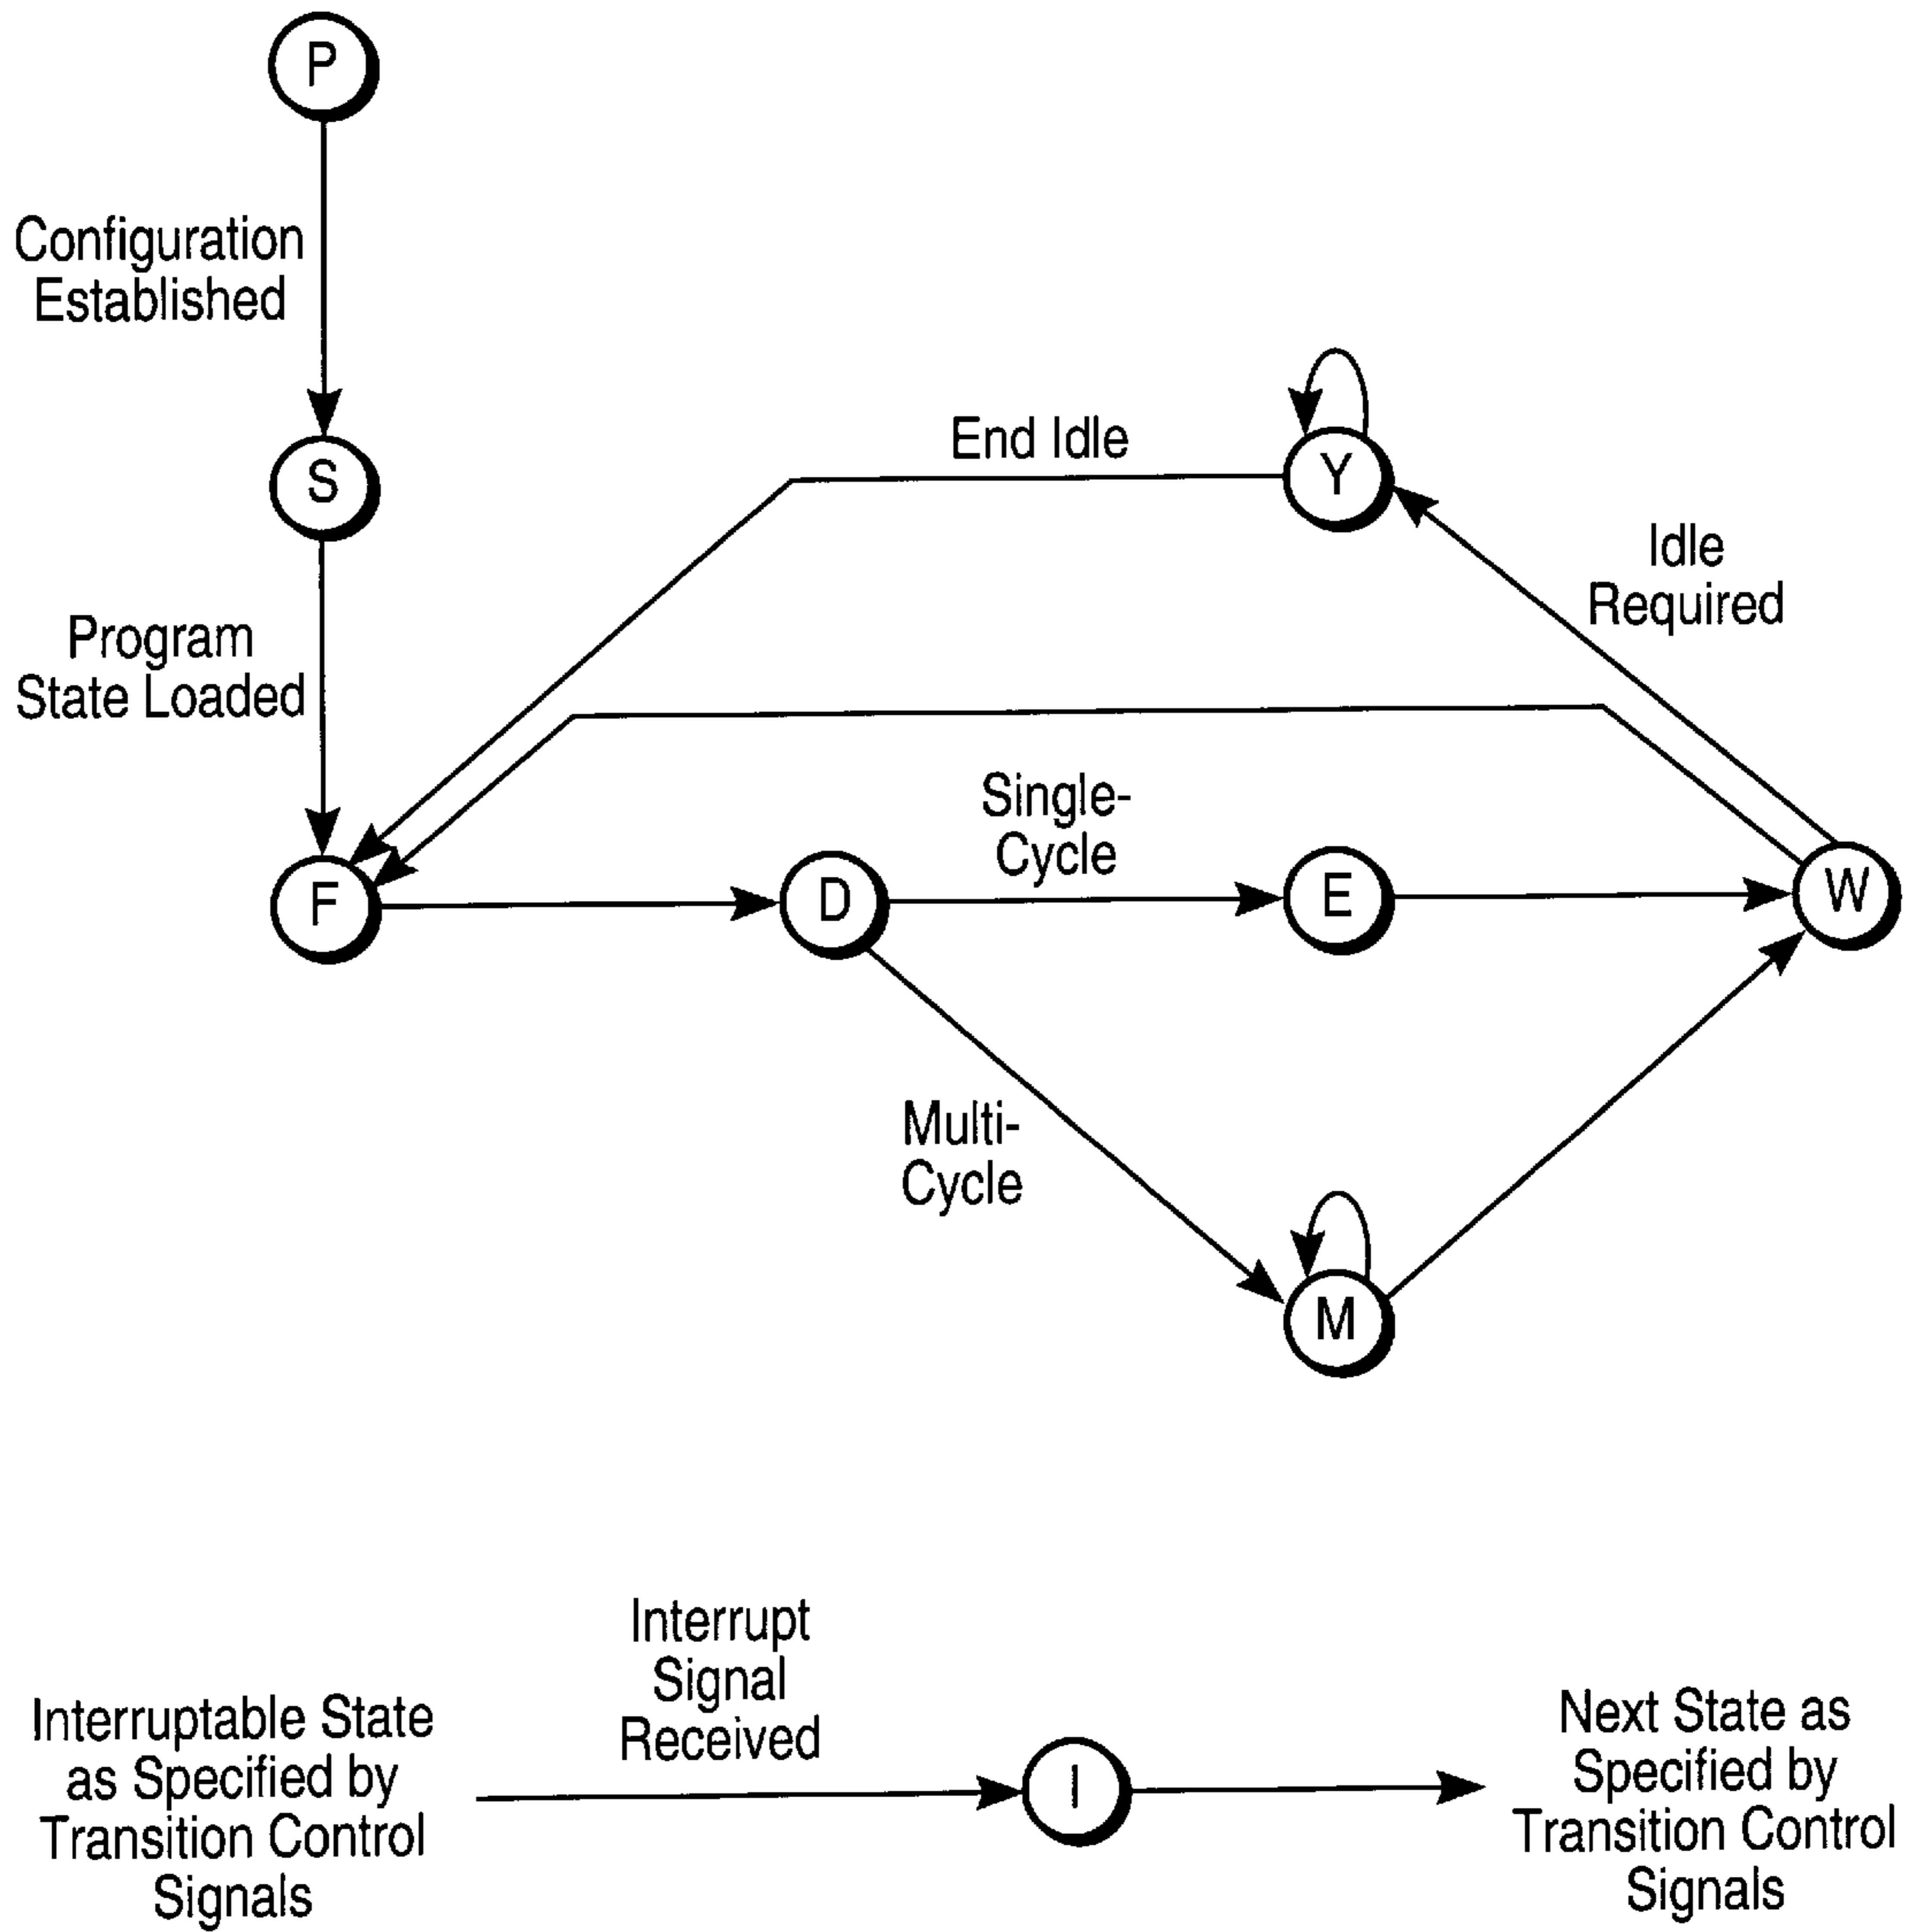 P
Configuration
Established
S
End Idle
Y
Idle
Required
Program
State Loaded
Single-
Cycle
F
D
E
W
Multi-
Cycle
M
Interrupt
Signal
Received
Interruptable State
as Specified by
Transition Control
Signals
I
Next State as
Specified by
Transition Control
Signals